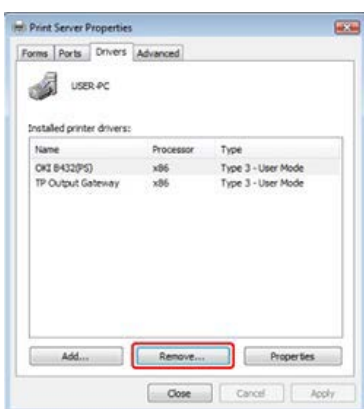 Print Server Properties
Forms Ports Drivers Advanced
USER-PC
Installed printer drivers:
Name Processor Type
OKI B432(PS) x86 Type 3 - User Mode
TP Output Gateway x86 Type 3 - User Mode
Add... Remove... Properties
Close Cancel Apply